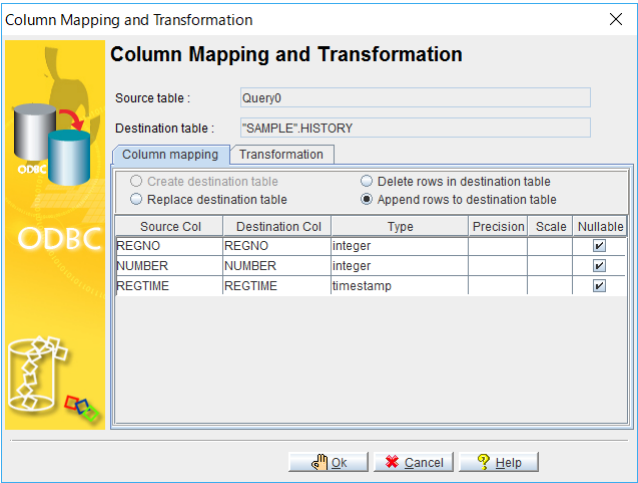 Column Mapping and Transformation
Column Mapping and Transformation
Source table : Query0
Destination table : "SAMPLE".HISTORY
Column mapping Transformation
Create destination table Delete rows in destination table
Replace destination table Append rows to destination table
Source Col Destination Col Type Precision Scale Nullable
REGNO REGNO integer
NUMBER NUMBER integer
REGTIME REGTIME timestamp
ODBC
ODBC
Ok Cancel Help